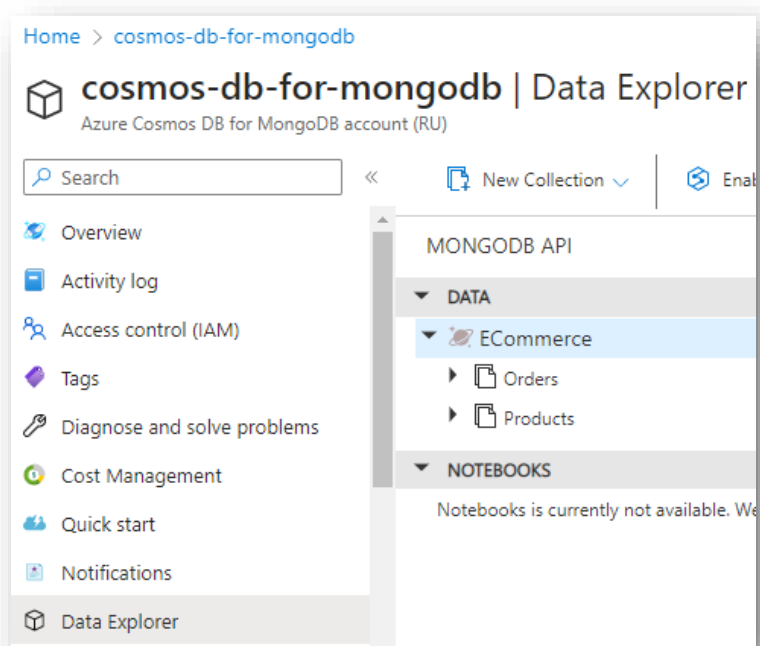 Home > cosmos-db-for-mongodb
cosmos-db-for-mongodb | Data Explorer
Azure Cosmos DB for MongoDB account (RU)
Search
«
New Collection
Enab
Overview
Activity log
Access control (IAM)
Tags
Diagnose and solve problems
Cost Management
Quick start
Notifications
Data Explorer
MONGODB API
DATA
ECommerce
Orders
Products
NOTEBOOKS
Notebooks is currently not available. We